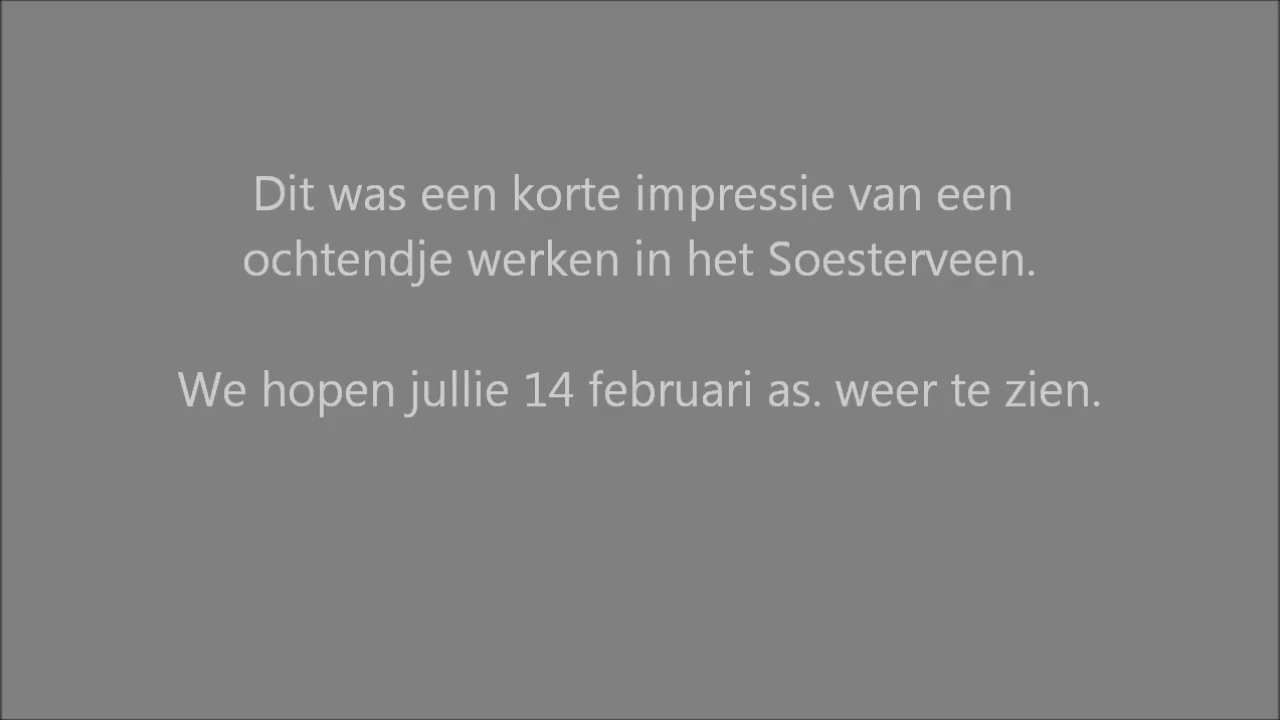 Dit was een korte impressie van een
ochtendje werken in het Soesterveen.
We hopen jullie 14 februari as. weer te zien.